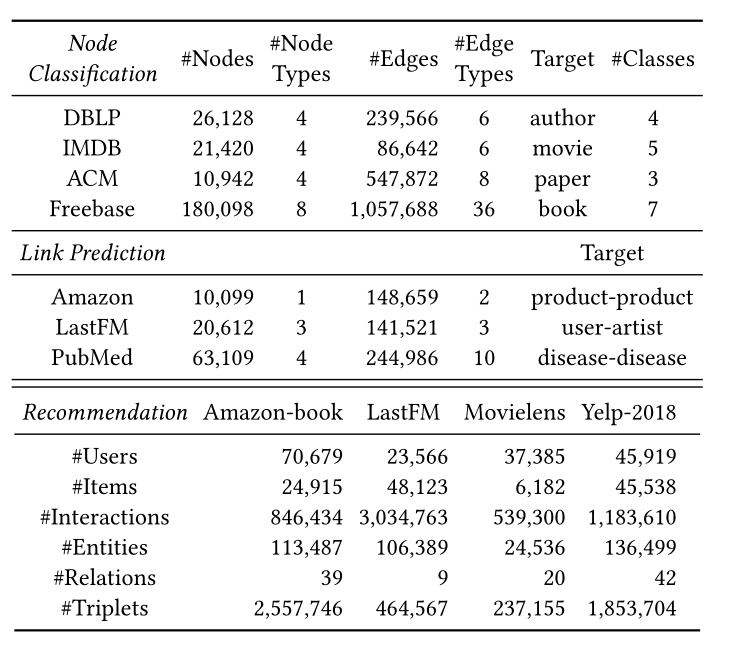 Node Classification #Nodes #Node Types #Edges #Edge Types Target #Classes
DBLP 26,128 4 239,566 6 author 4
IMDB 21,420 4 86,642 6 movie 5
ACM 10,942 4 547,872 8 paper 3
Freebase 180,098 8 1,057,688 36 book 7
Link Prediction Target
Amazon 10,099 1 148,659 2 product-product
LastFM 20,612 3 141,521 3 user-artist
PubMed 63,109 4 244,986 10 disease-disease
Recommendation Amazon-book LastFM Movielens Yelp-2018
#Users 70,679 23,566 37,385 45,919
#Items 24,915 48,123 6,182 45,538
#Interactions 846,434 3,034,763 539,300 1,183,610
#Entities 113,487 106,389 24,536 136,499
#Relations 39 9 20 42
#Triplets 2,557,746 464,567 237,155 1,853,704